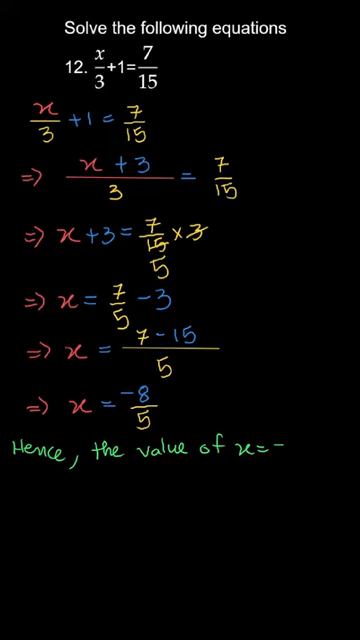 Solve the following equations
12. x/3 + 1 = 7/15
x/3 + 1 = 7/15
⇒ x + 3/3 = 7/15
⇒ x + 3 = 7/15 × 3
5
⇒ x = 7/5 - 3
⇒ x = 7 - 15/5
⇒ x = -8/5
Hence, the value of x = -